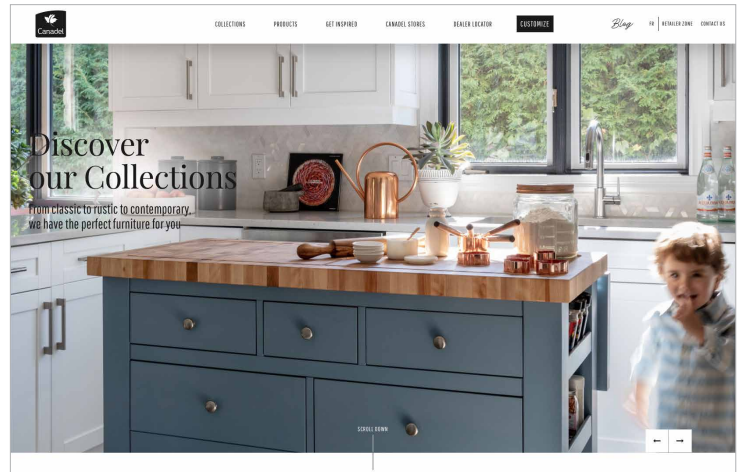 Canadel
COLLECTIONS
PRODUCTS
GET INSPIRED
CANADEL STORES
DEALER LOCATOR
CUSTOMIZE
Blog
FR
RETAILER ZONE
CONTACT US
Discover
our Collections
From classic to rustic to contemporary,
we have the perfect furniture for you
SCROLL DOWN